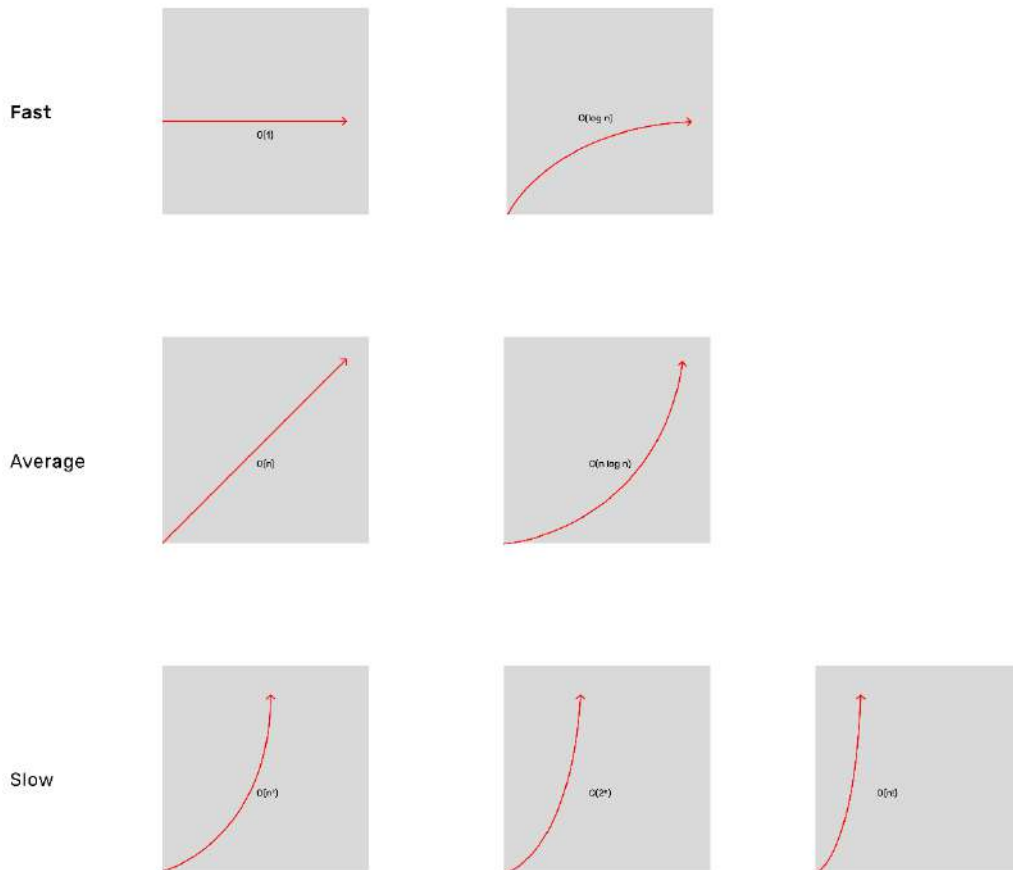 Fast
O(1)
O(log n)
Average
O(n)
O(n log n)
Slow
O(n²)
O(2ⁿ)
O(n!)